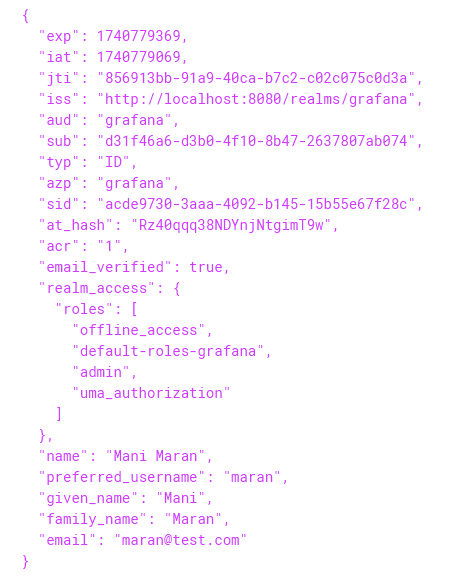 {
  "exp": 1740779369,
  "iat": 1740779069,
  "jti": "856913bb-91a9-40ca-b7c2-c02c075c0d3a",
  "iss": "http://localhost:8080/realms/grafana",
  "aud": "grafana",
  "sub": "d31f46a6-d3b0-4f10-8b47-2637807ab074",
  "typ": "ID",
  "azp": "grafana",
  "sid": "acde9730-3aaa-4092-b145-15b55e67f28c",
  "at_hash": "Rz40qqq38NDYnjNtgimT9w",
  "acr": "1",
  "email_verified": true,
  "realm_access": {
    "roles": [
      "offline_access",
      "default-roles-grafana",
      "admin",
      "uma_authorization"
    ]
  },
  "name": "Mani Maran",
  "preferred_username": "maran",
  "given_name": "Mani",
  "family_name": "Maran",
  "email": "maran@test.com"
}